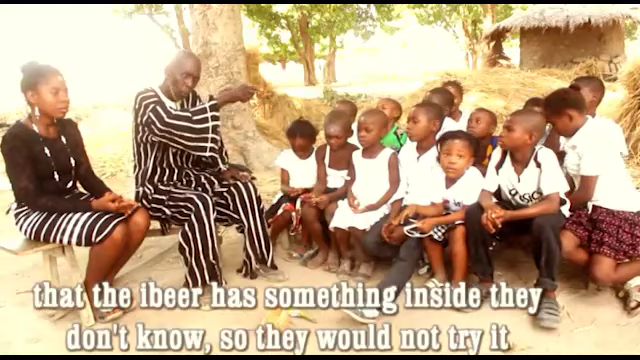 that the ibeer has something inside they
don't know, so they would not try it